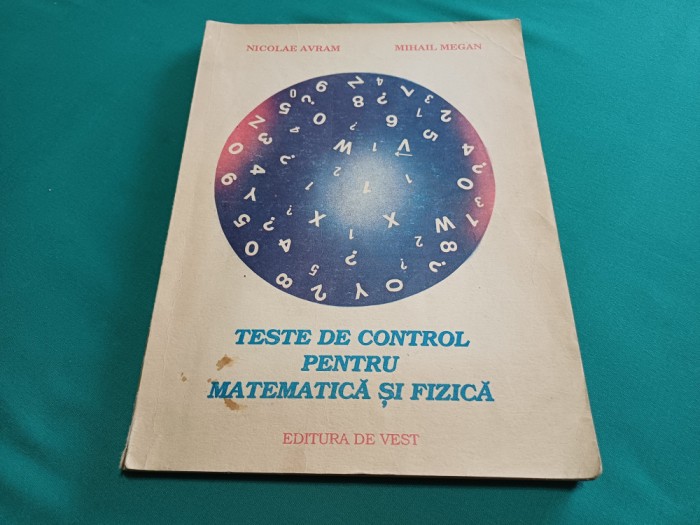 NICOLAE AVRAM MIHAIL MEGAN
TESTE DE CONTROL
PENTRU
MATEMATICĂ ȘI FIZICĂ
EDITURA DE VEST